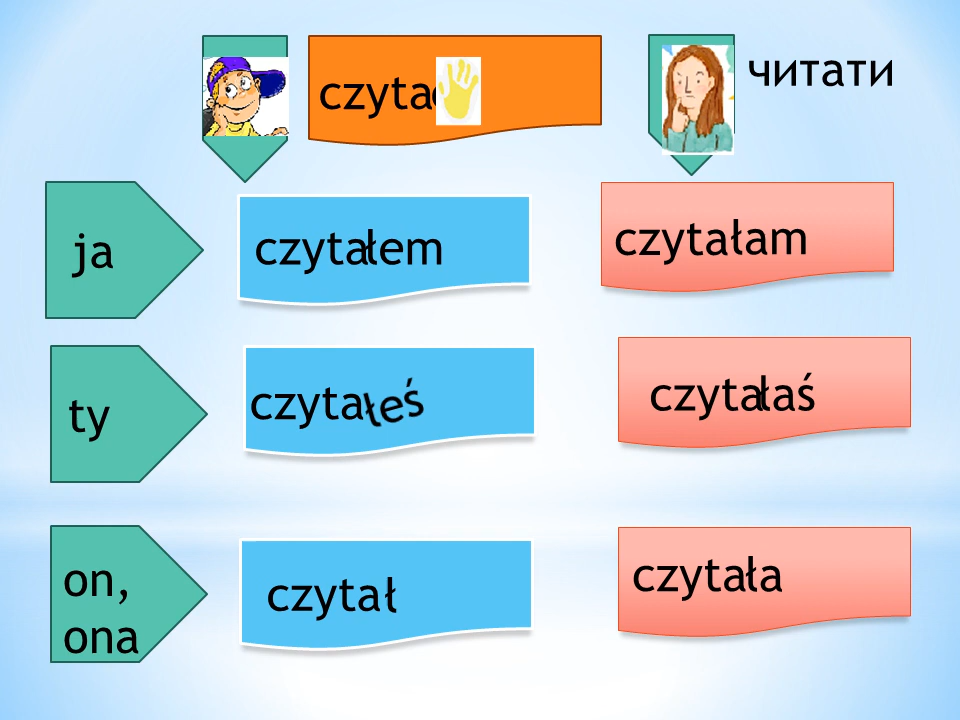 czyta
читати
ja
czytałem
czytałam
ty
czytałeś
czytałaś
on,
ona
czytał
czytała